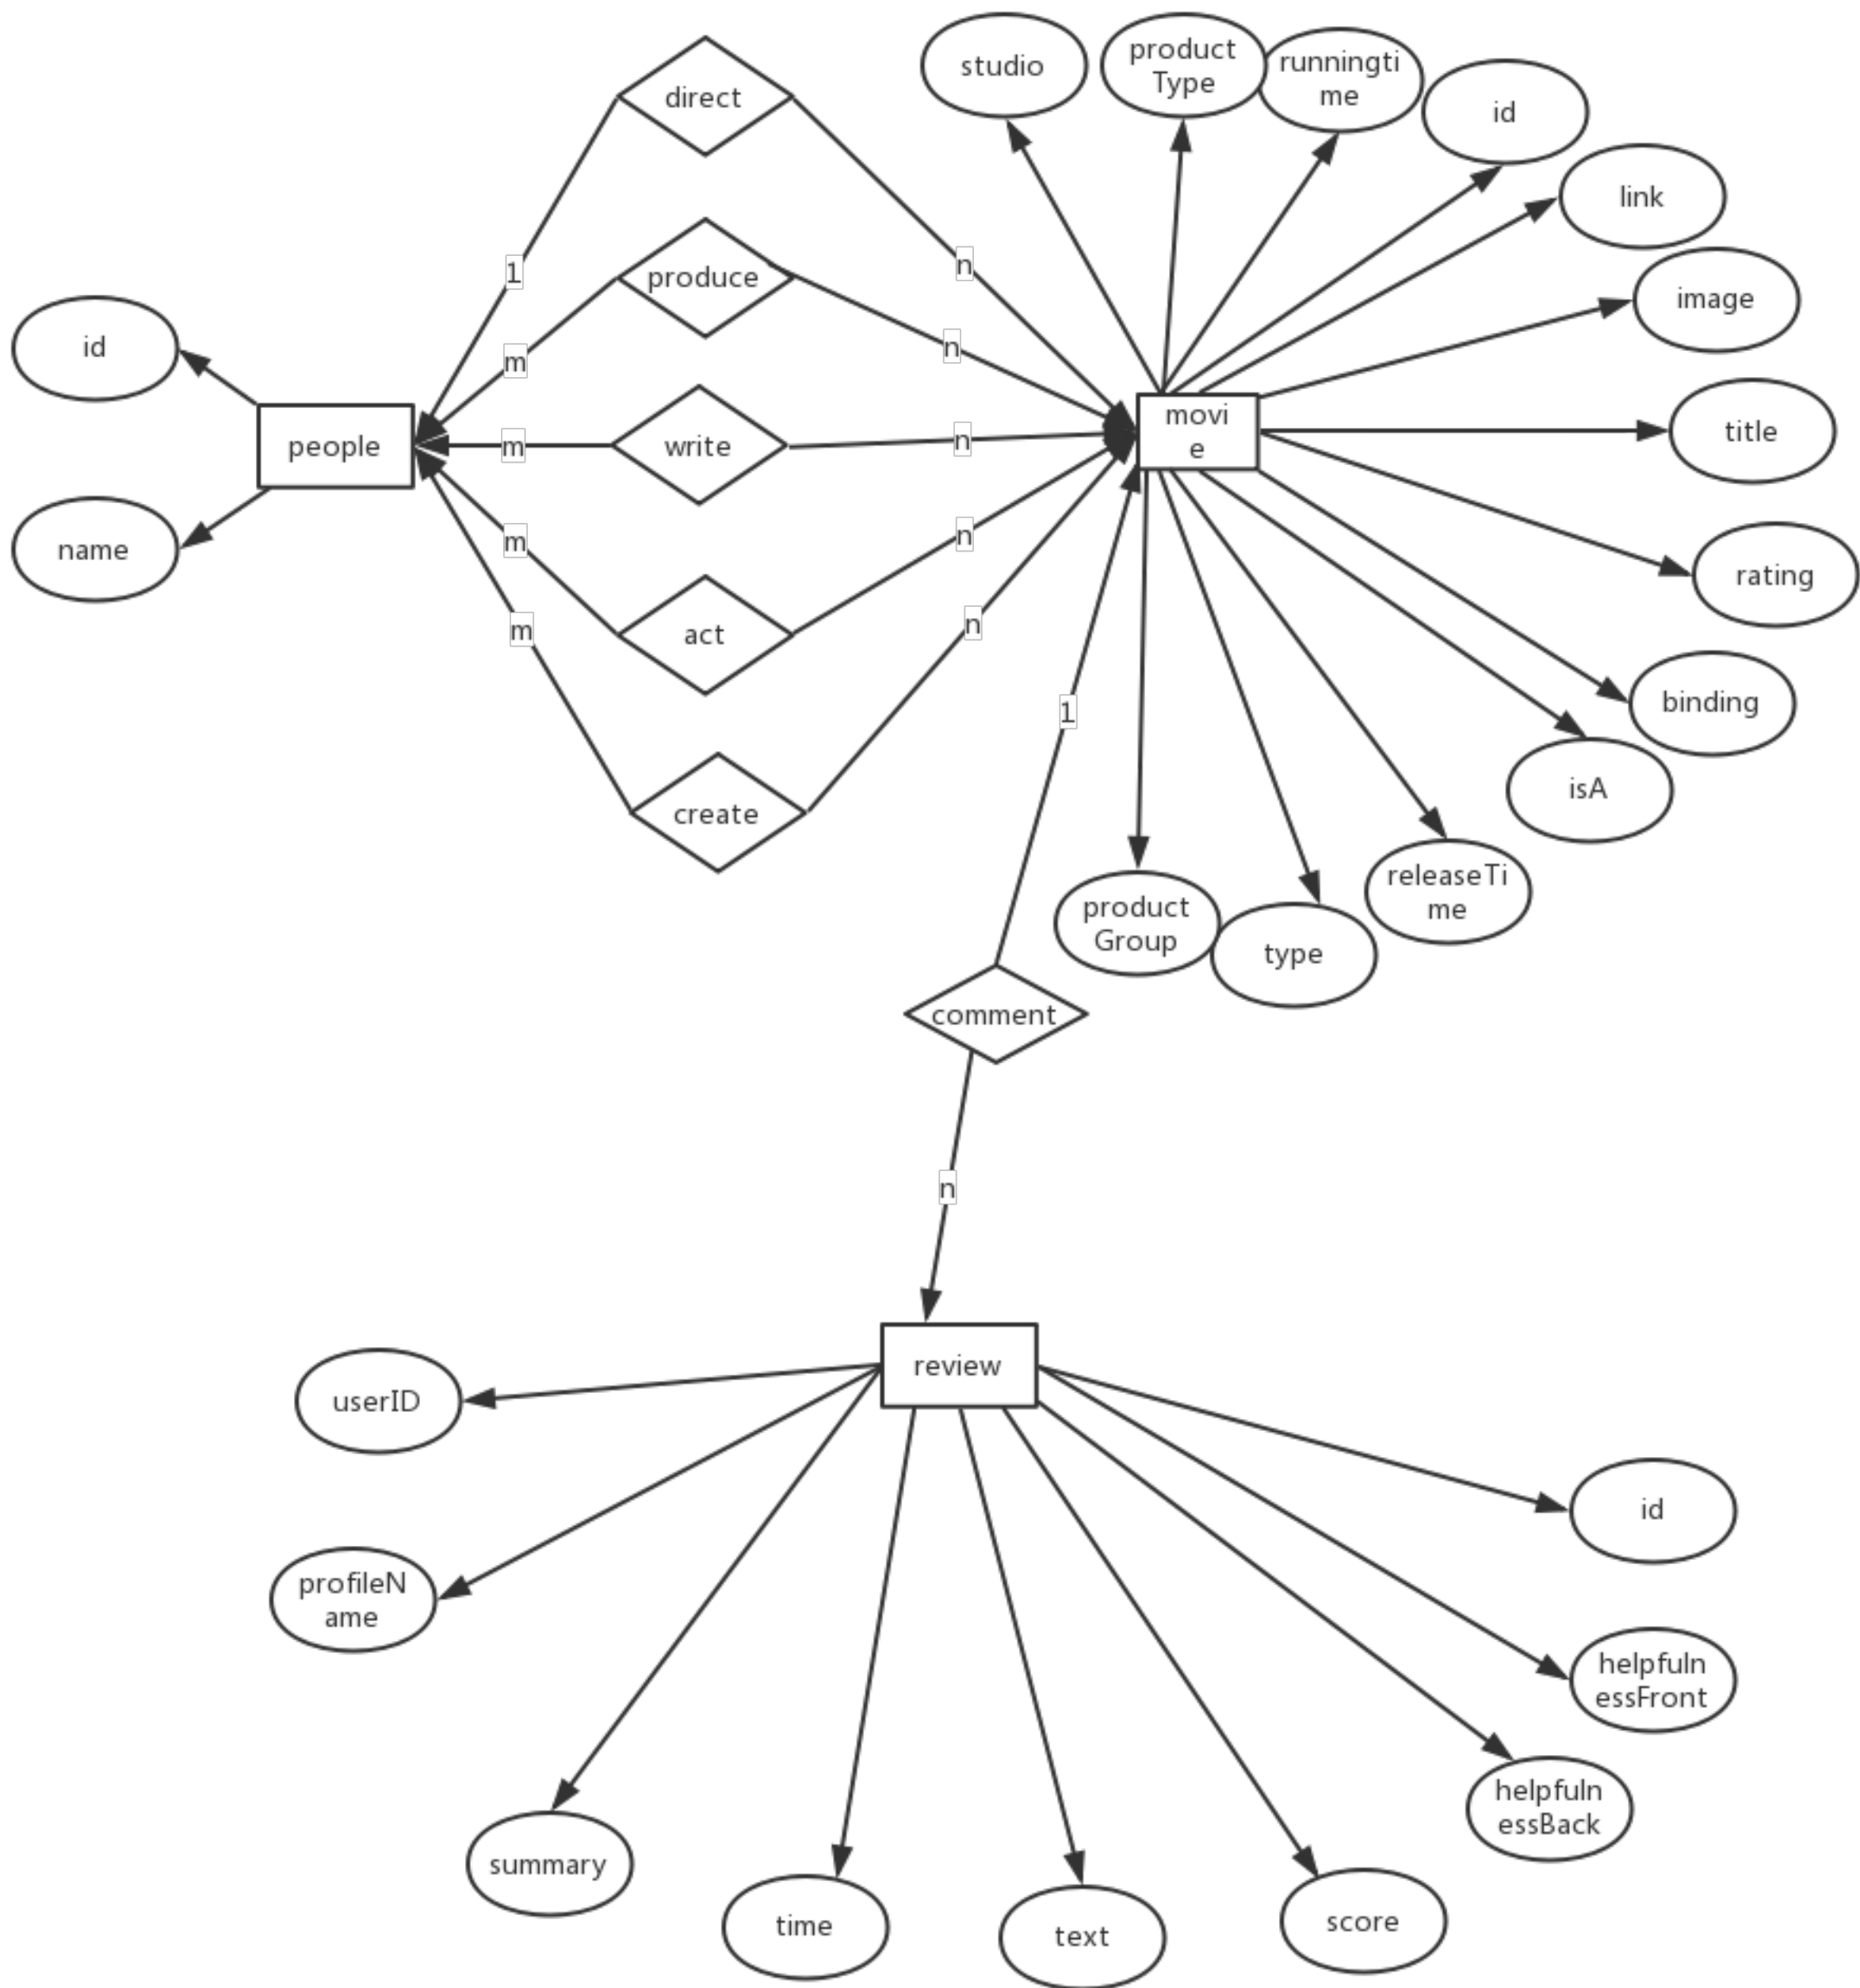 direct
studio
product
Type
runningti
me
id
link
image
title
rating
binding
isA
releaseTi
me
type
product
Group
movi
e
1
n
produce
m
n
id
people
name
m
write
n
m
act
n
m
create
n
1
comment
n
review
userID
profileN
ame
summary
time
text
score
helpfuln
essBack
helpfuln
essFront
id